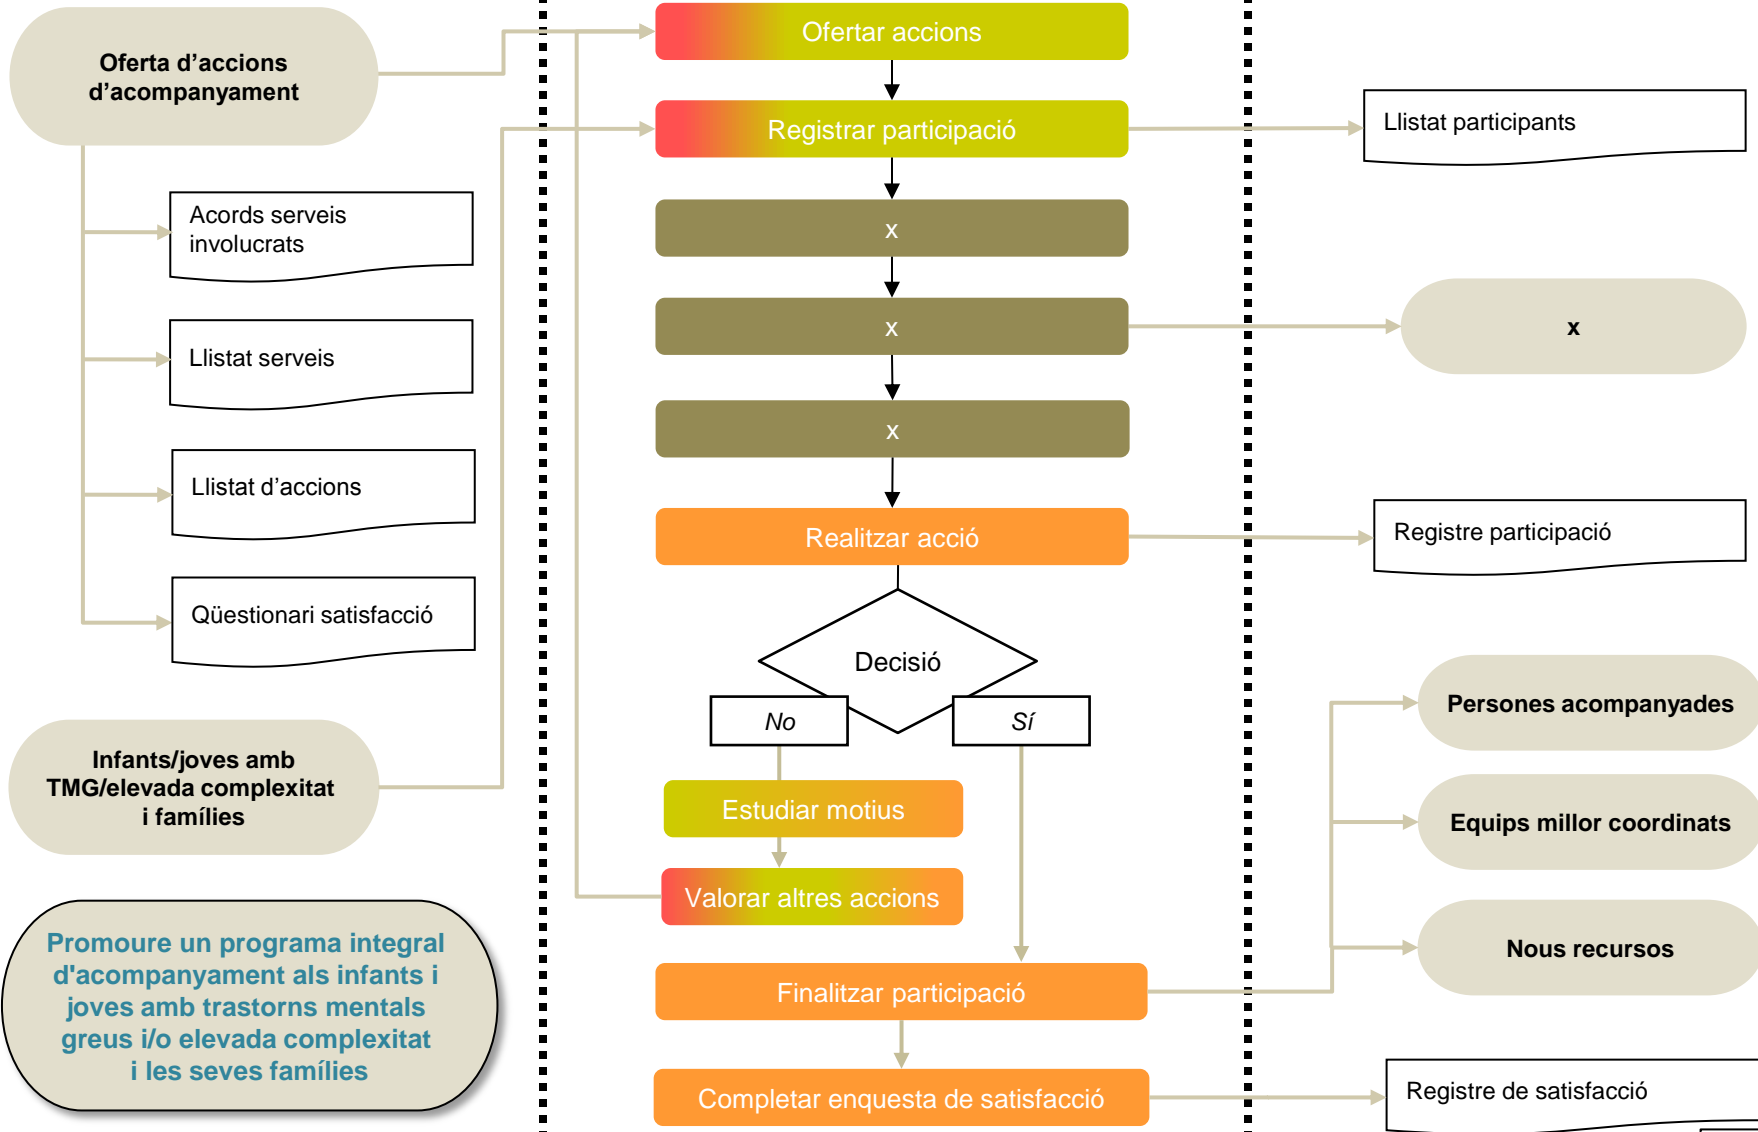 Oferta d’accions
d’acompanyament
Acords serveis
involucrats
Llistat serveis
Llistat d’accions
Qüestionari satisfacció
Infants/joves amb
TMG/elevada complexitat
i famílies
Promoure un programa integral
d'acompanyament als infants i
joves amb trastorns mentals
greus i/o elevada complexitat
i les seves famílies
Ofertar accions
Registrar participació
x
x
x
Realitzar acció
Decisió
No
Sí
Estudiar motius
Valorar altres accions
Finalitzar participació
Completar enquesta de satisfacció
Llistat participants
x
Registre participació
Persones acompanyades
Equips millor coordinats
Nous recursos
Registre de satisfacció